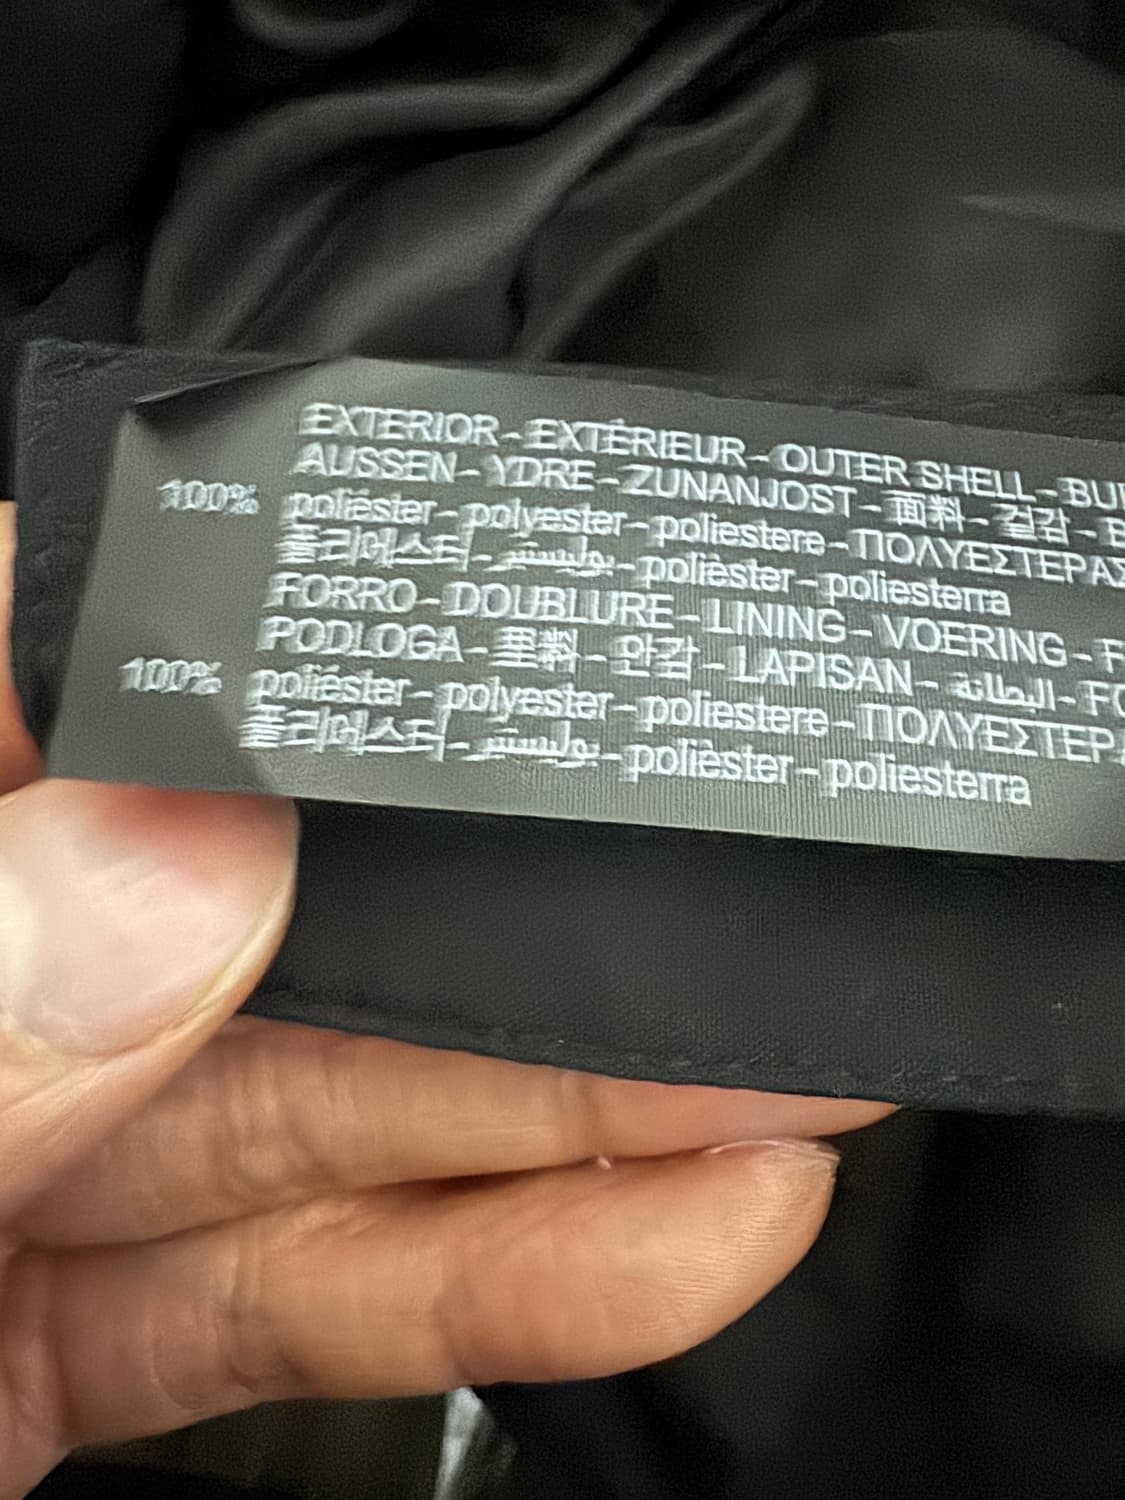 EXTERIOR - EXTÉRIEUR - OUTER SHELL -
AUSSEN - YDRE - ZUNANJOST - 面料 - 겉감 -
100% poliéster - polyester - poliestere - ΠΟΛΥΕΣΤΕΡΑΣ
폴리에스터 - بوليستر - polièster - poliesterra
FORRO - DOUBLURE - LINING - VOERING -
PODLOGA - 里料 - 안감 - LAPISAN - البطانة -
100% poliéster - polyester - poliestere - ΠΟΛΥΕΣΤΕΡ
폴리에스터 - بوليستر - polièster - poliesterra